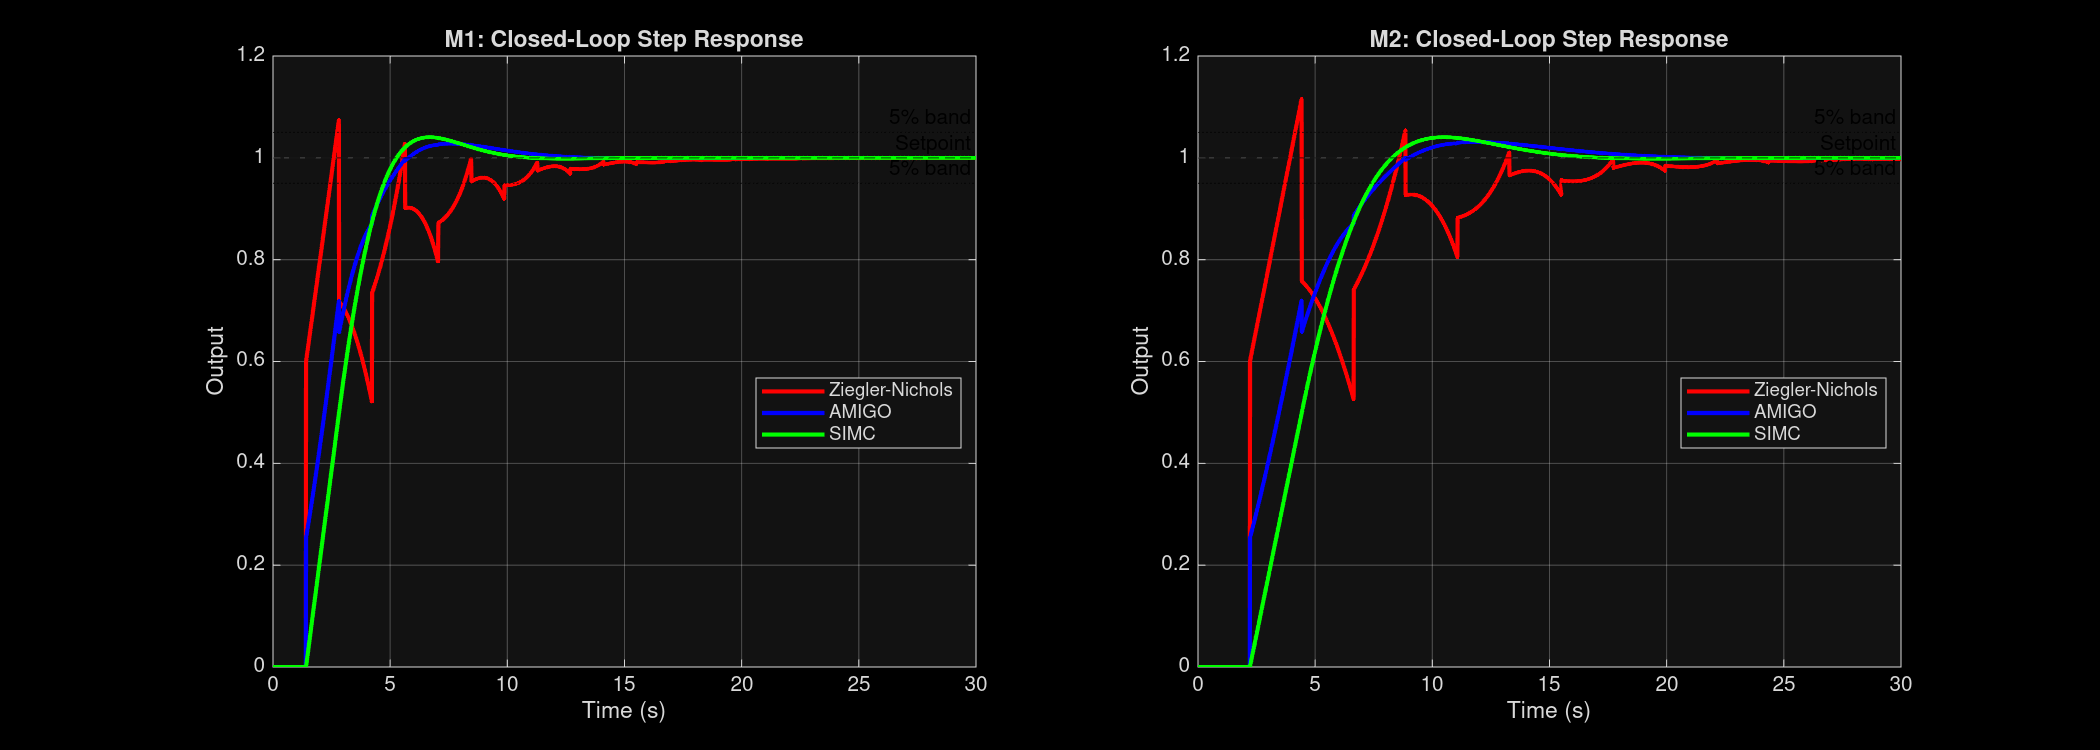 M1: Closed-Loop Step Response
1.2
1
0.8
0.6
0.4
0.2
0
Output
5% band
Setpoint
5% band
Ziegler-Nichols
AMIGO
SIMC
0 5 10 15 20 25 30
Time (s)
M2: Closed-Loop Step Response
1.2
1
0.8
0.6
0.4
0.2
0
Output
5% band
Setpoint
5% band
Ziegler-Nichols
AMIGO
SIMC
0 5 10 15 20 25 30
Time (s)